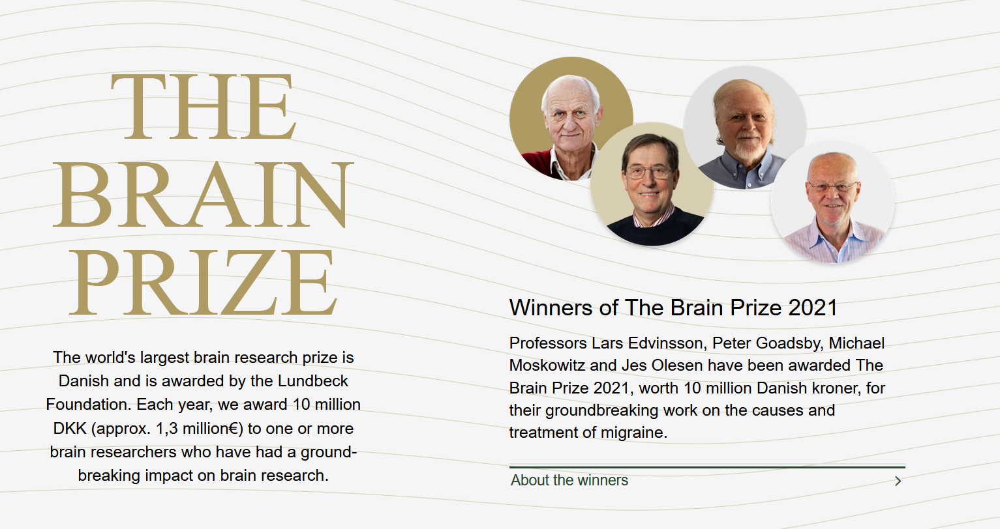 THE
BRAIN
PRIZE
The world's largest brain research prize is
Danish and is awarded by the Lundbeck
Foundation. Each year, we award 10 million
DKK (approx. 1,3 million€) to one or more
brain researchers who have had a ground-
breaking impact on brain research.
Winners of The Brain Prize 2021
Professors Lars Edvinsson, Peter Goadsby, Michael
Moskowitz and Jes Olesen have been awarded The
Brain Prize 2021, worth 10 million Danish kroner, for
their groundbreaking work on the causes and
treatment of migraine.
About the winners